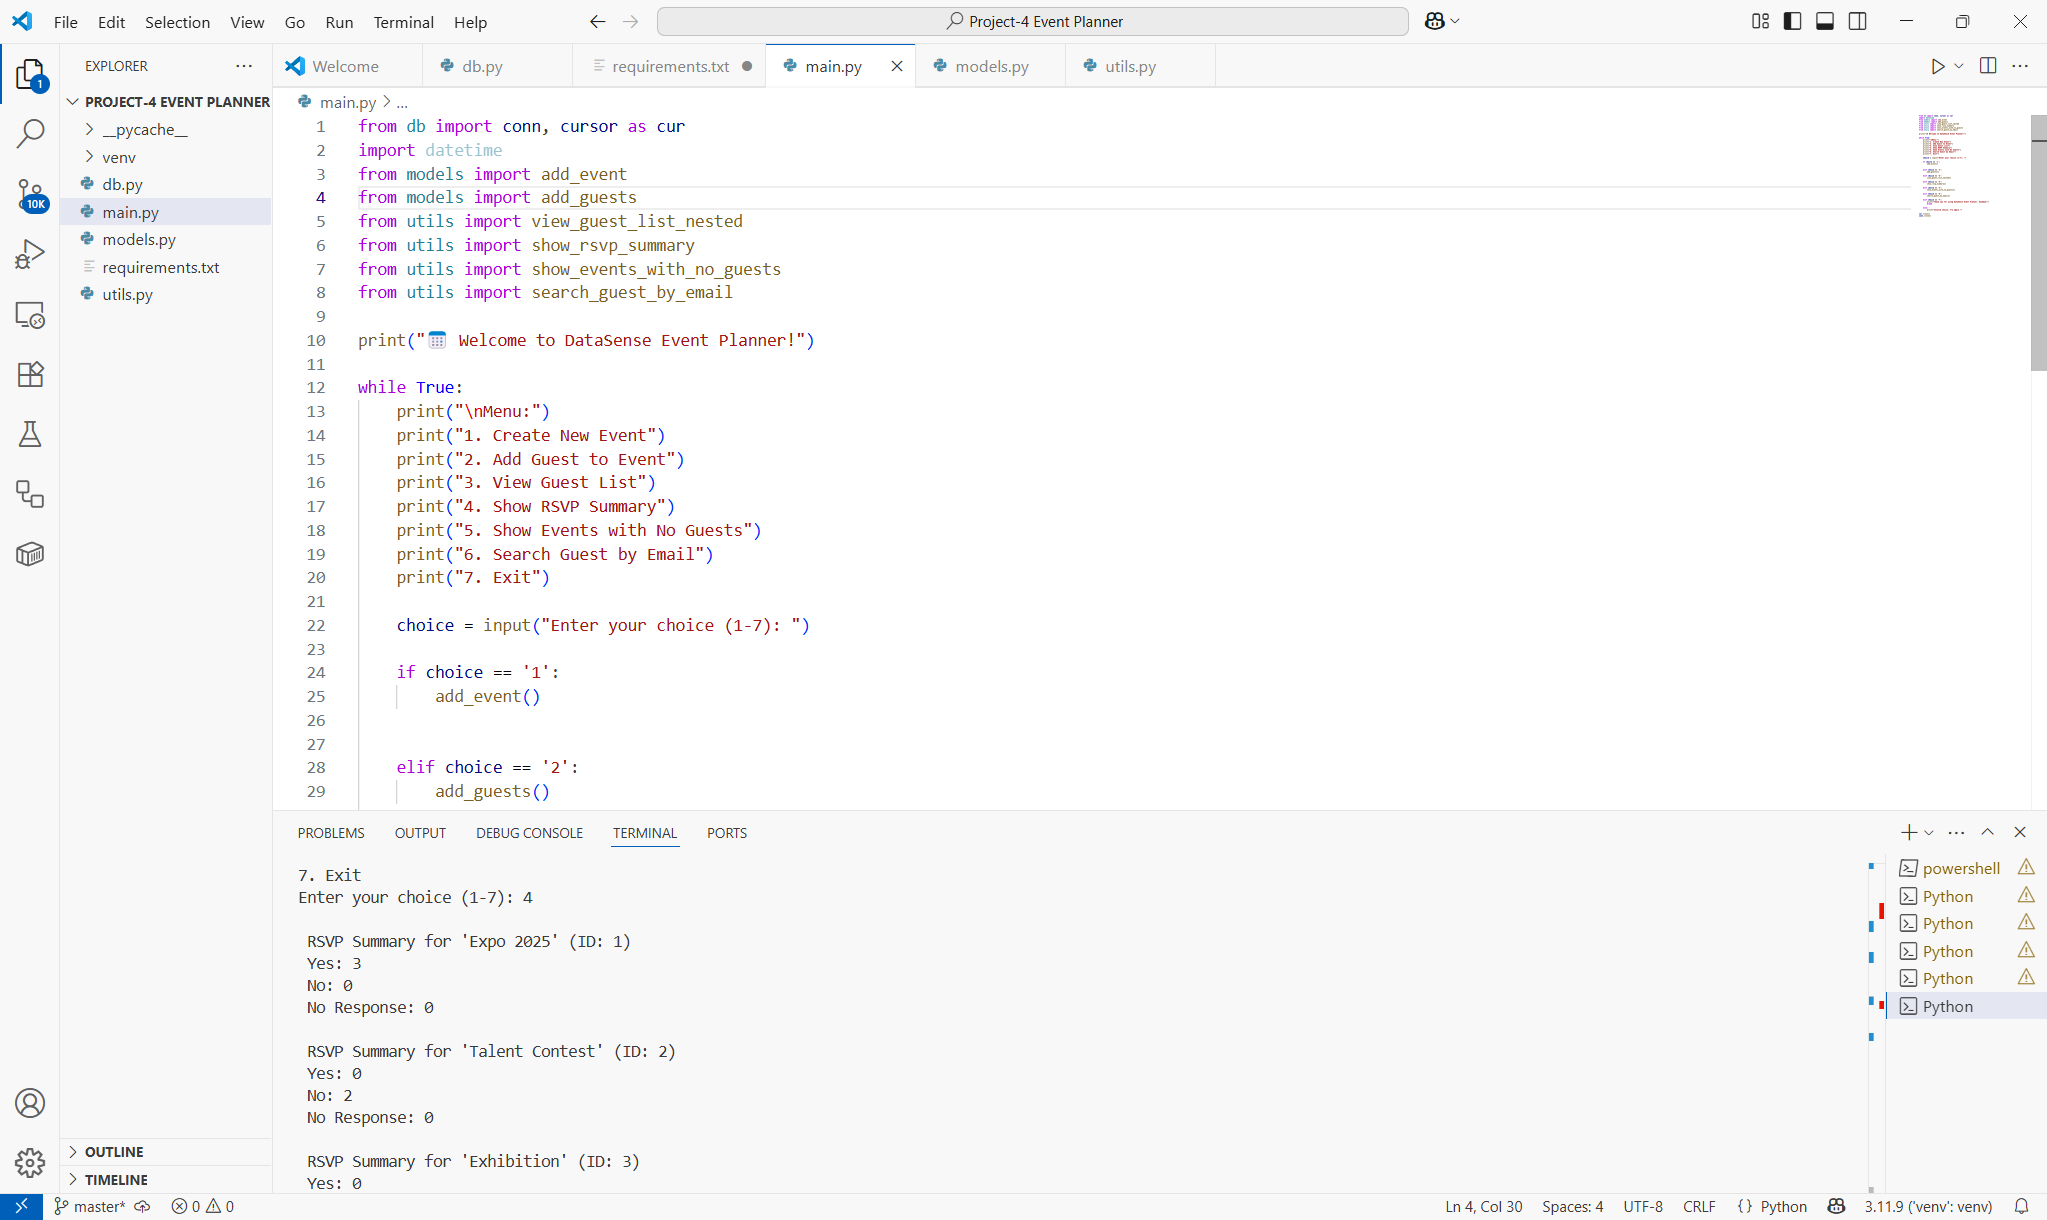 File Edit Selection View Go Run Terminal Help
Project-4 Event Planner
EXPLORER
Welcome
db.py
requirements.txt
main.py
models.py
utils.py
1
10K
PROJECT-4 EVENT PLANNER
__pycache__
venv
db.py
main.py
models.py
requirements.txt
utils.py
OUTLINE
TIMELINE
main.py > ...
1 from db import conn, cursor as cur
2 import datetime
3 from models import add_event
4 from models import add_guests
5 from utils import view_guest_list_nested
6 from utils import show_rsvp_summary
7 from utils import show_events_with_no_guests
8 from utils import search_guest_by_email
9
10 print("🗓️ Welcome to DataSense Event Planner!")
11
12 while True:
13 print("\nMenu:")
14 print("1. Create New Event")
15 print("2. Add Guest to Event")
16 print("3. View Guest List")
17 print("4. Show RSVP Summary")
18 print("5. Show Events with No Guests")
19 print("6. Search Guest by Email")
20 print("7. Exit")
21
22 choice = input("Enter your choice (1-7): ")
23
24 if choice == '1':
25 add_event()
26
27
28 elif choice == '2':
29 add_guests()
PROBLEMS OUTPUT DEBUG CONSOLE TERMINAL PORTS
7. Exit
Enter your choice (1-7): 4
RSVP Summary for 'Expo 2025' (ID: 1)
Yes: 3
No: 0
No Response: 0
RSVP Summary for 'Talent Contest' (ID: 2)
Yes: 0
No: 2
No Response: 0
RSVP Summary for 'Exhibition' (ID: 3)
Yes: 0
powershell
Python
Python
Python
Python
Python
master* 0 0
Ln 4, Col 30 Spaces: 4 UTF-8 CRLF {} Python 3.11.9 ('venv': venv)